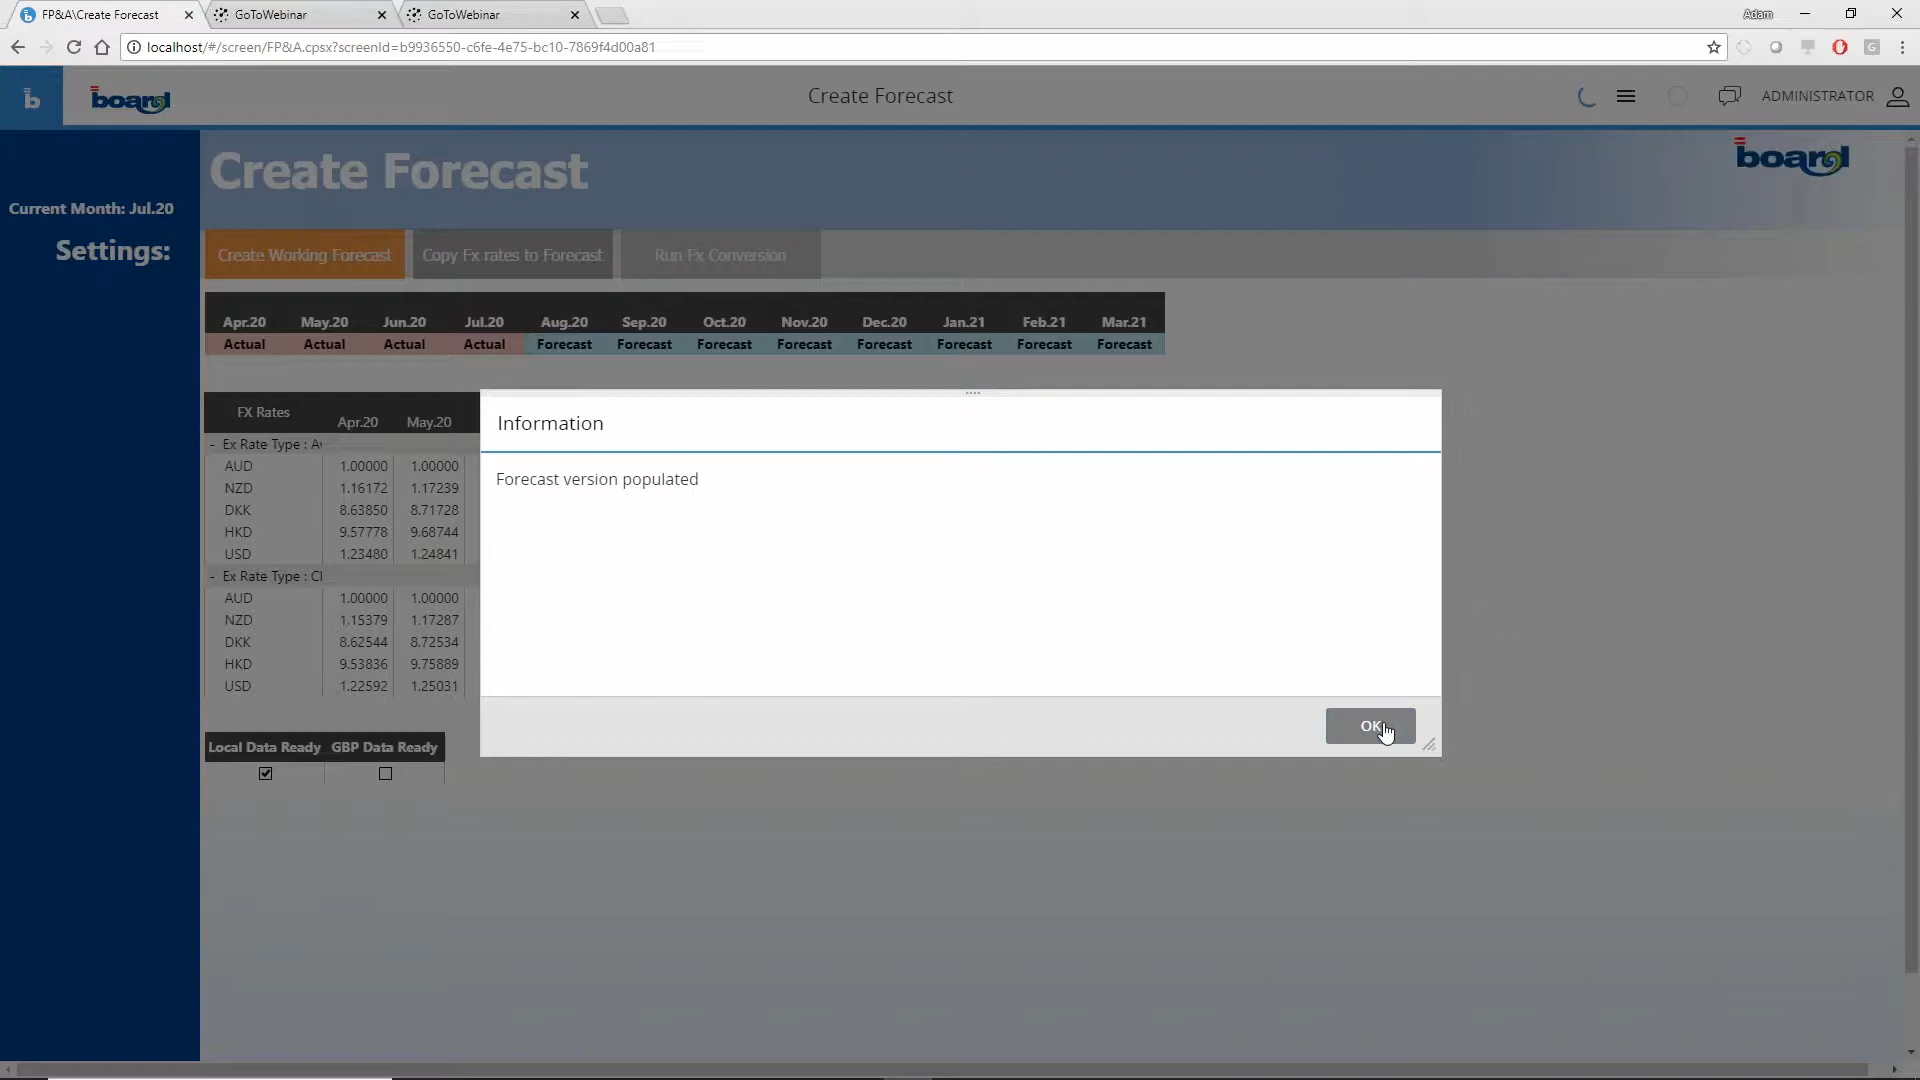 FP&A\Create Forecast GoToWebinar GoToWebinar Adam
localhost/#/screen/FP&A.cpsx?screenId=b9936550-c6fe-4e75-bc10-7869f4d00a81
b board Create Forecast ADMINISTRATOR
Create Forecast board
Current Month: Jul.20
Settings:
Create Working Forecast Copy Fx rates to Forecast Run Fx Conversion
Apr.20 May.20 Jun.20 Jul.20 Aug.20 Sep.20 Oct.20 Nov.20 Dec.20 Jan.21 Feb.21 Mar.21
Actual Actual Actual Actual Forecast Forecast Forecast Forecast Forecast Forecast Forecast Forecast
FX Rates Apr.20 May.20
- Ex Rate Type : Av
AUD 1.00000 1.00000
NZD 1.16172 1.17239
DKK 8.63850 8.71728
HKD 9.57778 9.68744
USD 1.23480 1.24841
- Ex Rate Type : Cl
AUD 1.00000 1.00000
NZD 1.15379 1.17287
DKK 8.62544 8.72534
HKD 9.53836 9.75889
USD 1.22592 1.25031
Information
Forecast version populated
OK
Local Data Ready GBP Data Ready